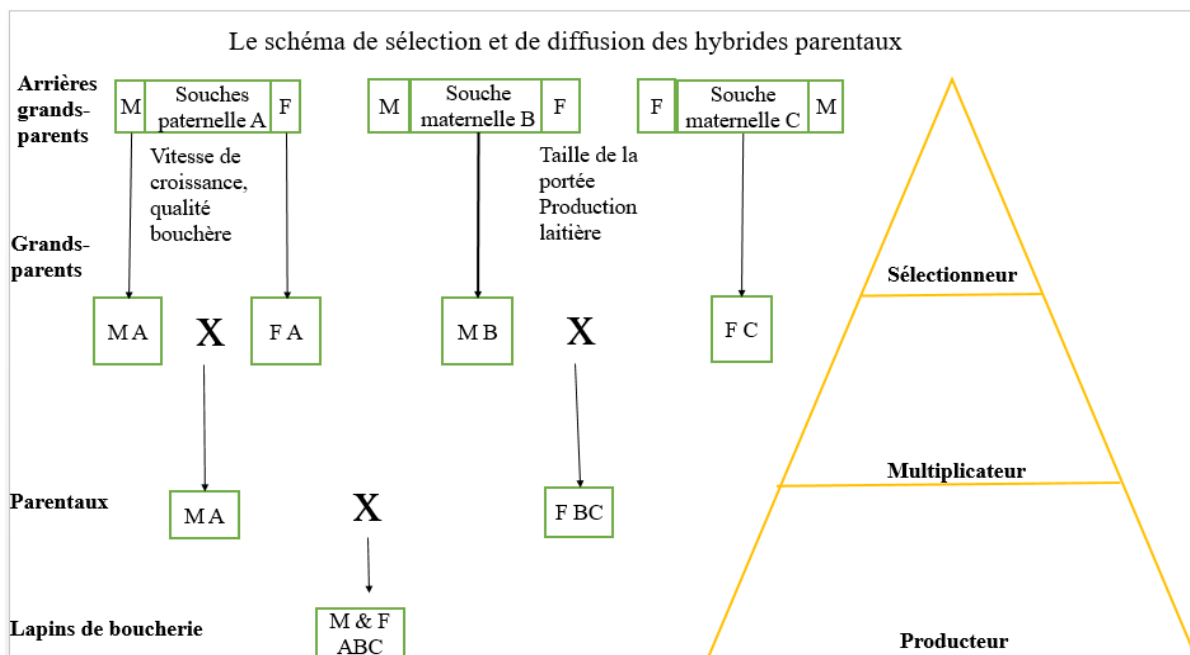 Le schéma de sélection et de diffusion des hybrides parentaux
Arrières
grands-
parents
M
Souches
paternelle A
F
M
Souche
maternelle B
F
F
Souche
maternelle C
M
Vitesse de
croissance,
qualité
bouchère
Taille de la
portée
Production
laitière
Grands-
parents
Sélectionneur
M A
X
F A
M B
X
F C
Multiplicateur
Parentaux
M A
X
F BC
Lapins de boucherie
M & F
ABC
Producteur